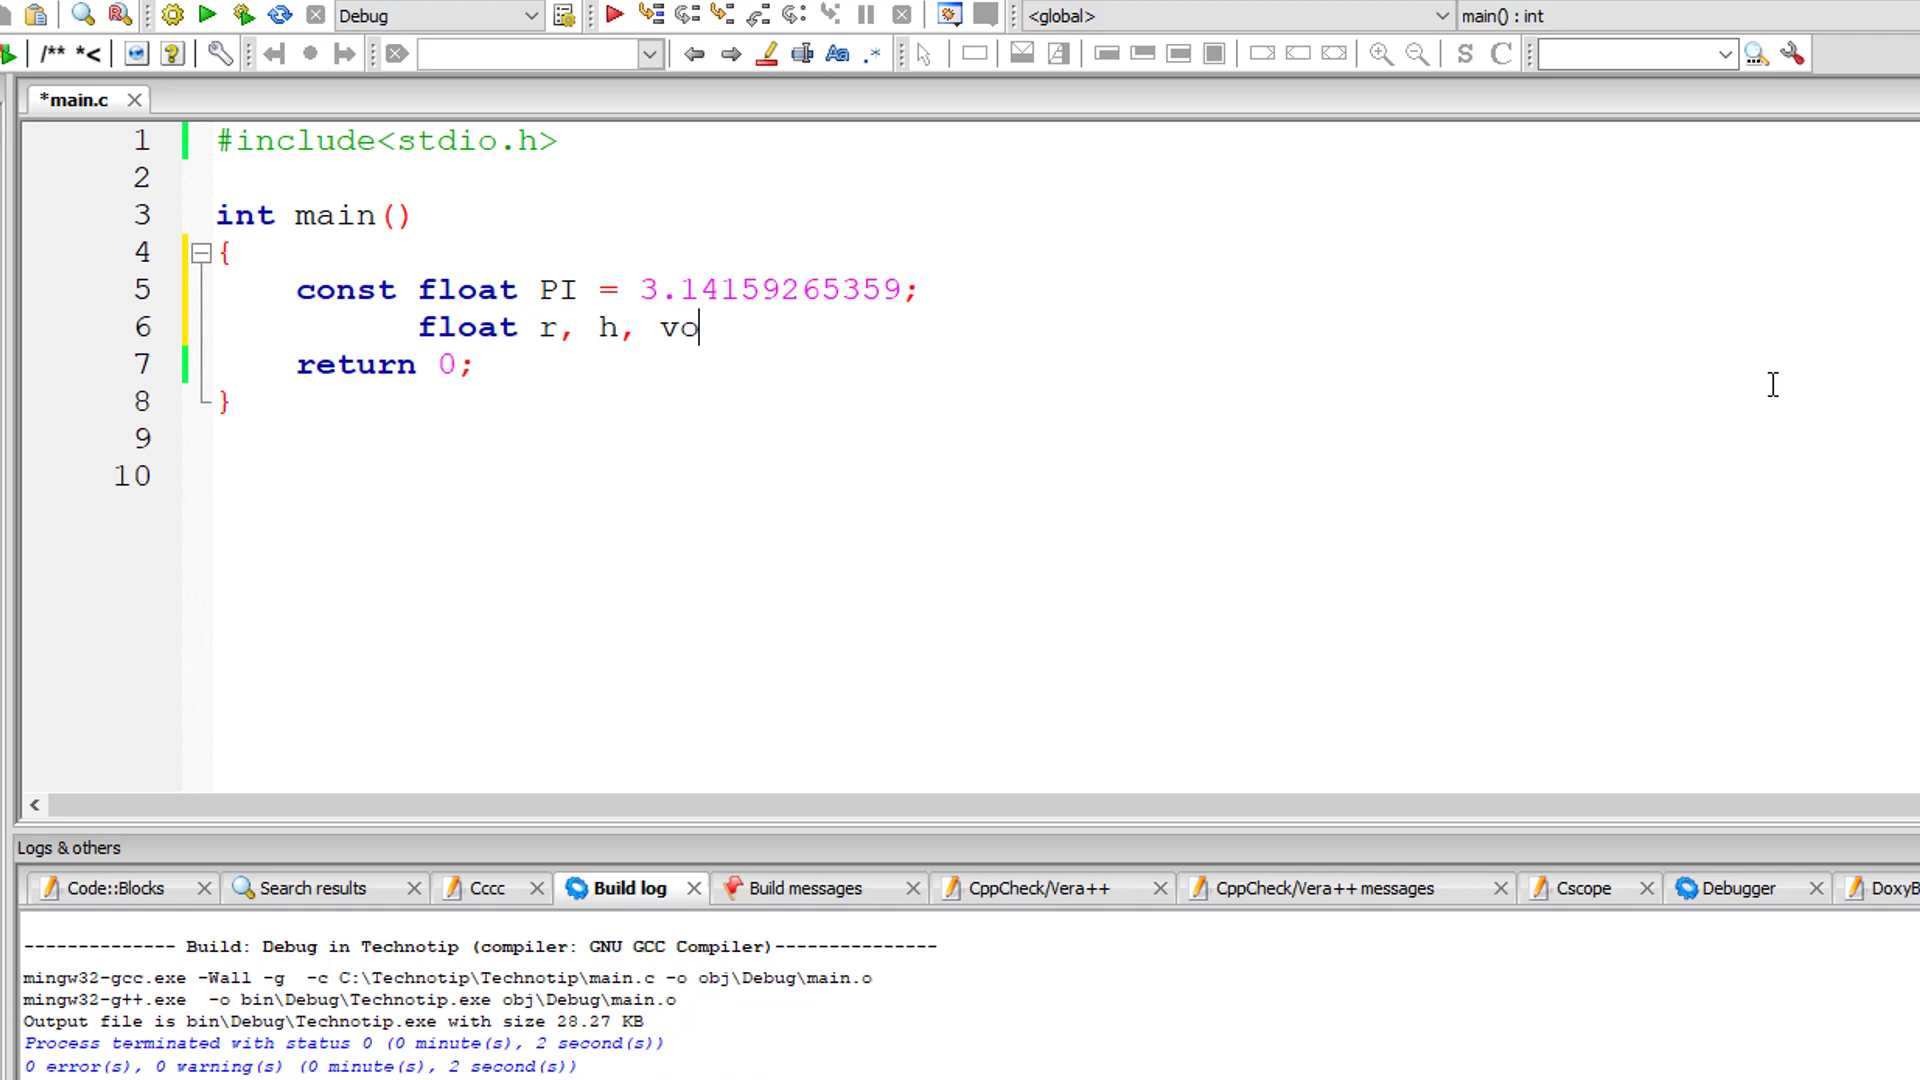 Debug <global> main() : int
/** *< Aa .* S C
*main.c
1 #include<stdio.h>
2
3 int main()
4 {
5 const float PI = 3.14159265359;
6 float r, h, vo
7 return 0;
8 }
9
10
Logs & others
Code::Blocks Search results Cccc Build log Build messages CppCheck/Vera++ CppCheck/Vera++ messages Cscope Debugger DoxyB
-------------- Build: Debug in Technotip (compiler: GNU GCC Compiler)---------------
mingw32-gcc.exe -Wall -g -c C:\Technotip\Technotip\main.c -o obj\Debug\main.o
mingw32-g++.exe -o bin\Debug\Technotip.exe obj\Debug\main.o
Output file is bin\Debug\Technotip.exe with size 28.27 KB
Process terminated with status 0 (0 minute(s), 2 second(s))
0 error(s), 0 warning(s) (0 minute(s), 2 second(s))